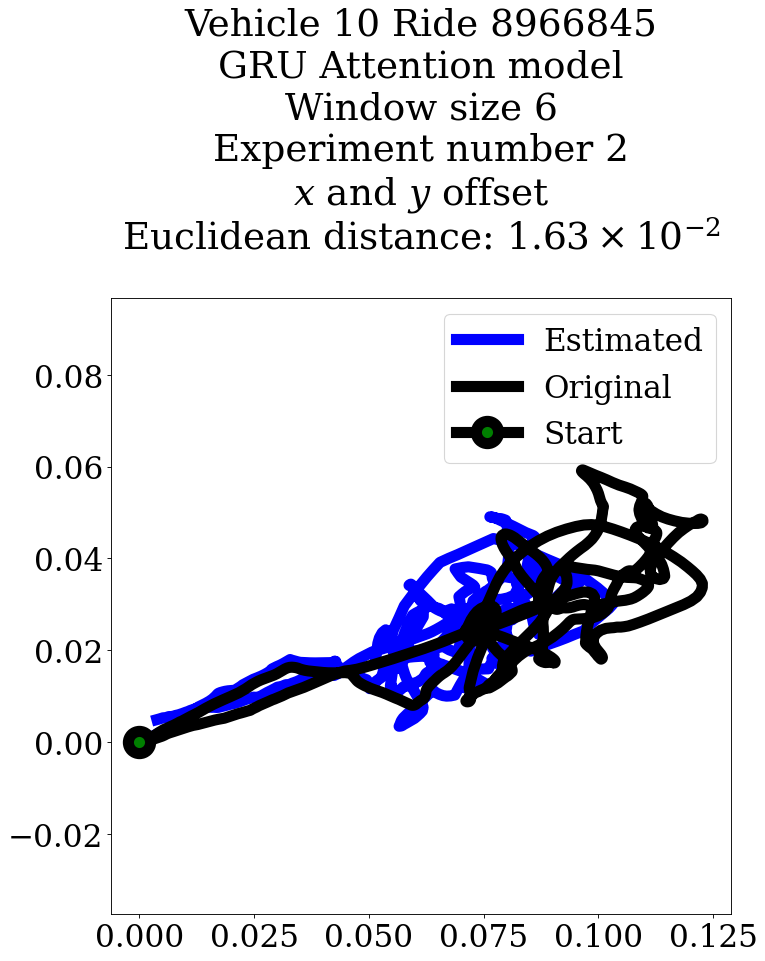 Vehicle 10 Ride 8966845
GRU Attention model
Window size 6
Experiment number 2
x and y offset
Euclidean distance: 1.63 × 10⁻²
Estimated
Original
Start
0.08
0.06
0.04
0.02
0.00
−0.02
0.000 0.025 0.050 0.075 0.100 0.125